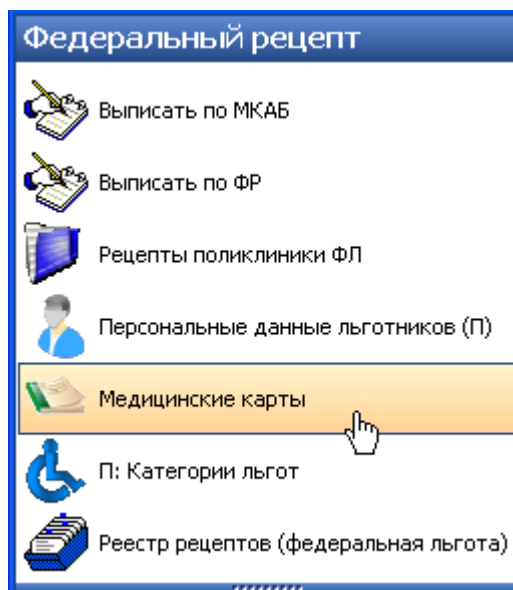 Федеральный рецепт
Выписать по МКАБ
Выписать по ФР
Рецепты поликлиники ФЛ
Персональные данные льготников (П)
Медицинские карты
П: Категории льгот
Реестр рецептов (федеральная льгота)